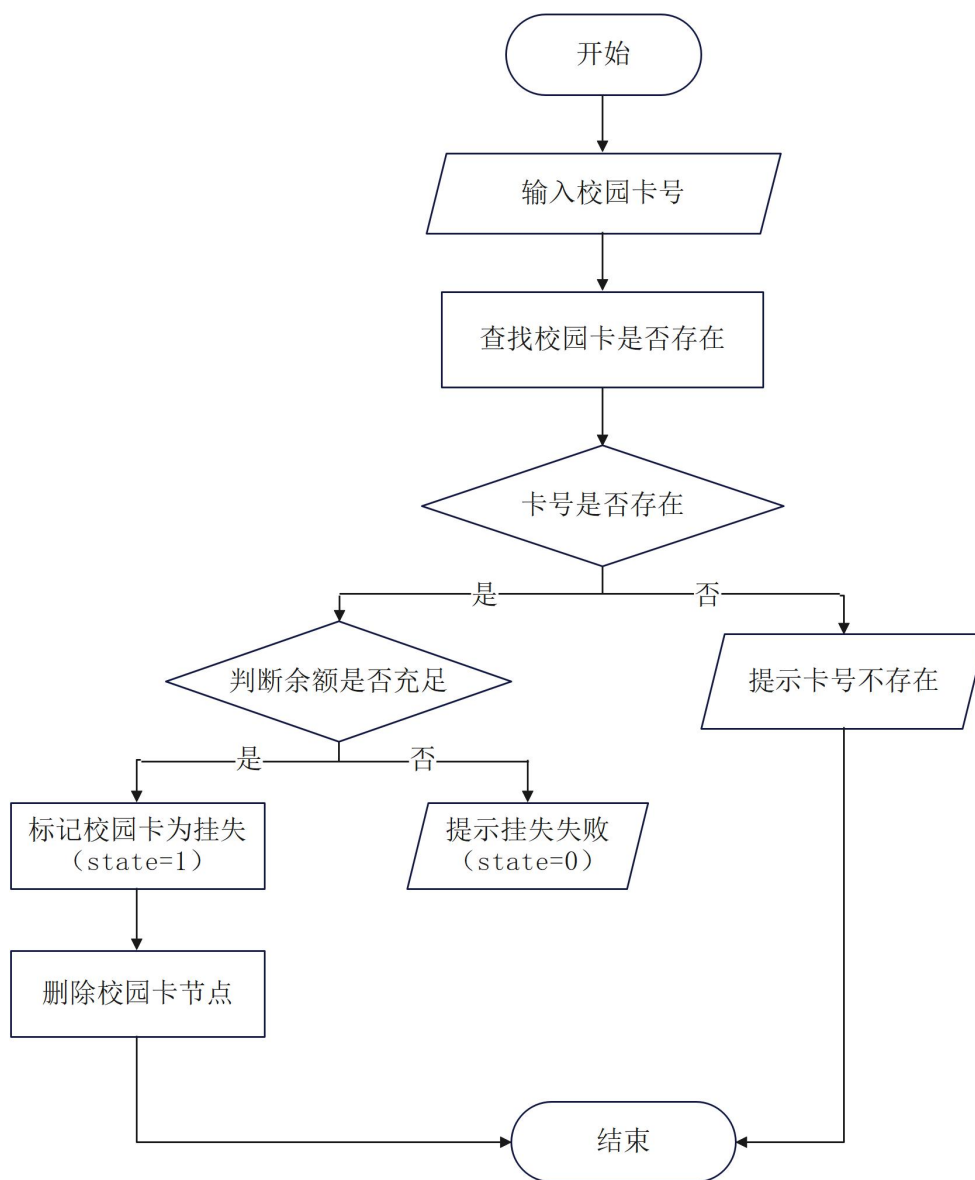 开始
输入校园卡号
查找校园卡是否存在
卡号是否存在
是
否
判断余额是否充足
提示卡号不存在
是
否
标记校园卡为挂失
（state=1）
提示挂失失败
（state=0）
删除校园卡节点
结束